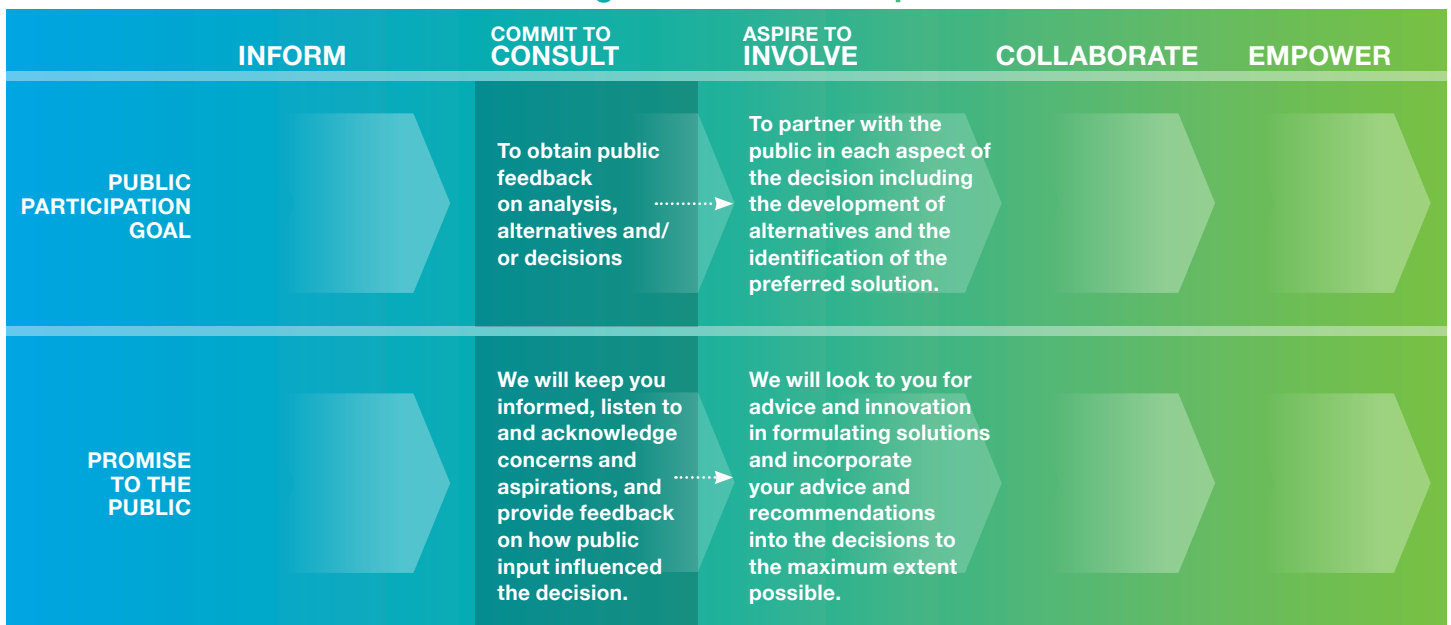 INFORM
COMMIT TO
CONSULT
ASPIRE TO
INVOLVE
COLLABORATE
EMPOWER
PUBLIC
PARTICIPATION
GOAL
To obtain public
feedback
on analysis,
alternatives and/
or decisions
To partner with the
public in each aspect of
the decision including
the development of
alternatives and the
identification of the
preferred solution.
PROMISE
TO THE
PUBLIC
We will keep you
informed, listen to
and acknowledge
concerns and
aspirations, and
provide feedback
on how public
input influenced
the decision.
We will look to you for
advice and innovation
in formulating solutions
and incorporate
your advice and
recommendations
into the decisions to
the maximum extent
possible.